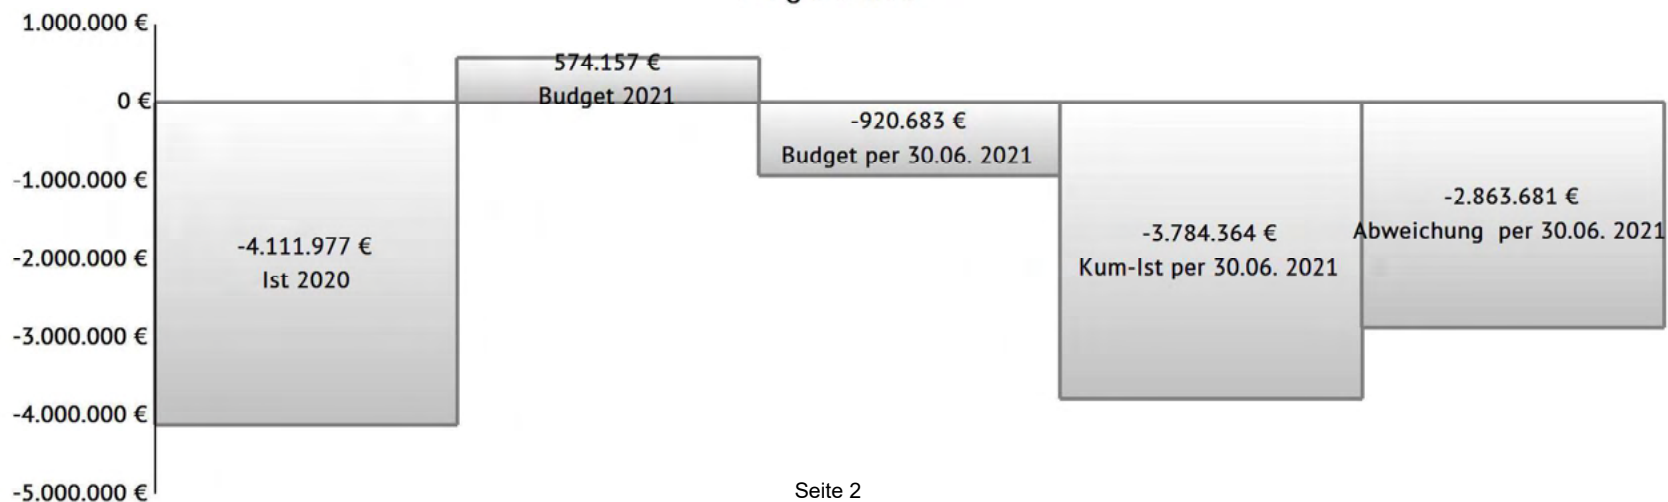 1.000.000 €
0 €
-1.000.000 €
-2.000.000 €
-3.000.000 €
-4.000.000 €
-5.000.000 €
-4.111.977 €
Ist 2020
574.157 €
Budget 2021
-920.683 €
Budget per 30.06. 2021
-3.784.364 €
Kum-Ist per 30.06. 2021
-2.863.681 €
Abweichung  per 30.06. 2021
Seite 2